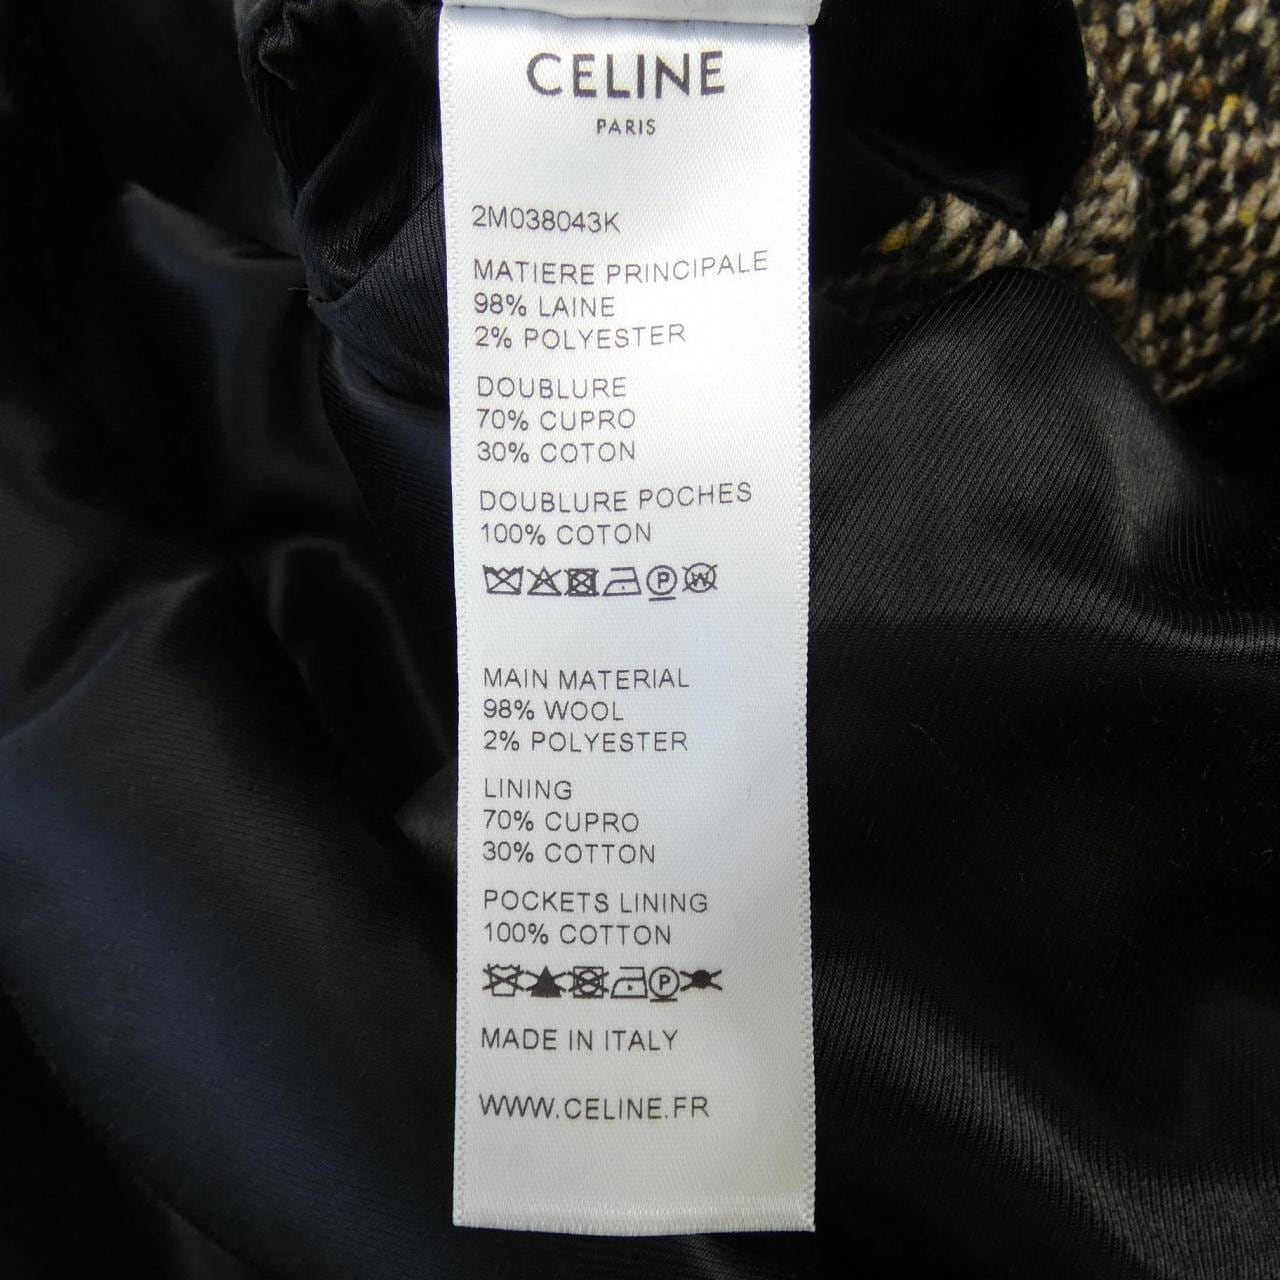 CELINE
PARIS
2M038043K
MATIERE PRINCIPALE
98% LAINE
2% POLYESTER
DOUBLURE
70% CUPRO
30% COTON
DOUBLURE POCHES
100% COTON
P W
MAIN MATERIAL
98% WOOL
2% POLYESTER
LINING
70% CUPRO
30% COTTON
POCKETS LINING
100% COTTON
P
MADE IN ITALY
WWW.CELINE.FR